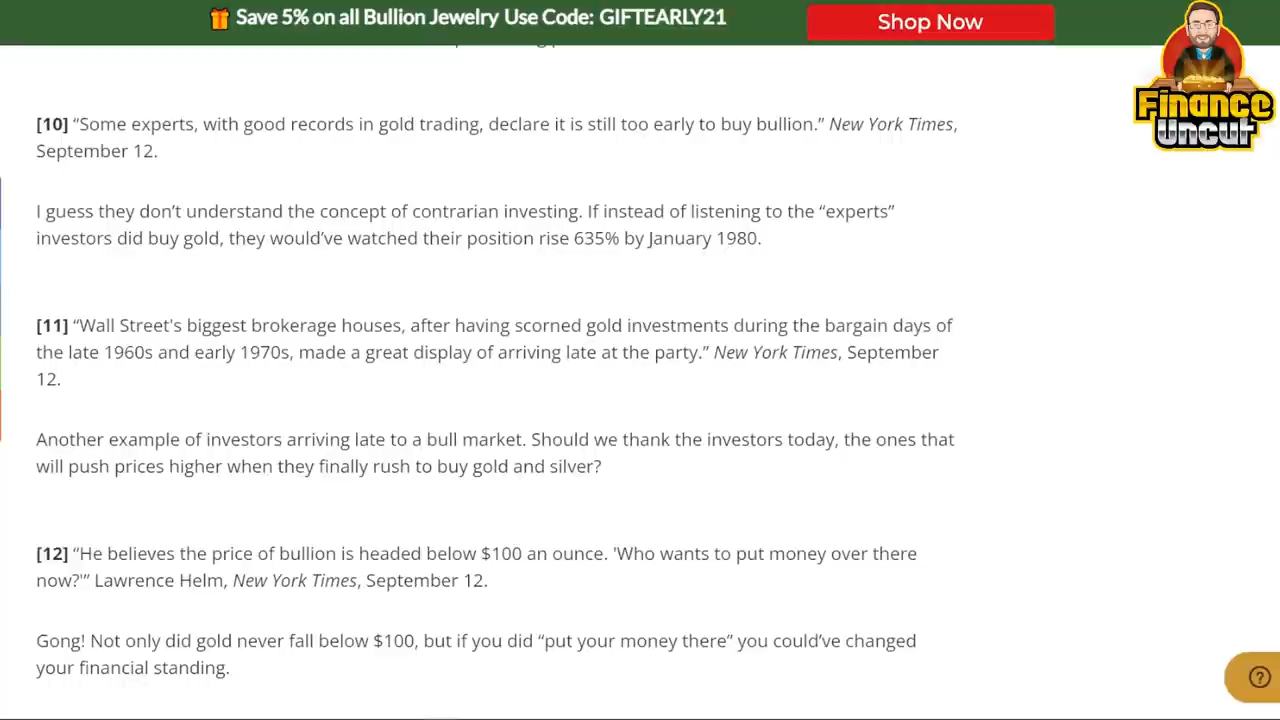 Save 5% on all Bullion Jewelry Use Code: GIFTEARLY21
Shop Now
Finance
Uncut
[10] “Some experts, with good records in gold trading, declare it is still too early to buy bullion.” New York Times,
September 12.
I guess they don’t understand the concept of contrarian investing. If instead of listening to the “experts”
investors did buy gold, they would’ve watched their position rise 635% by January 1980.
[11] “Wall Street's biggest brokerage houses, after having scorned gold investments during the bargain days of
the late 1960s and early 1970s, made a great display of arriving late at the party.” New York Times, September
12.
Another example of investors arriving late to a bull market. Should we thank the investors today, the ones that
will push prices higher when they finally rush to buy gold and silver?
[12] “He believes the price of bullion is headed below $100 an ounce. 'Who wants to put money over there
now?'” Lawrence Helm, New York Times, September 12.
Gong! Not only did gold never fall below $100, but if you did “put your money there” you could’ve changed
your financial standing.
?